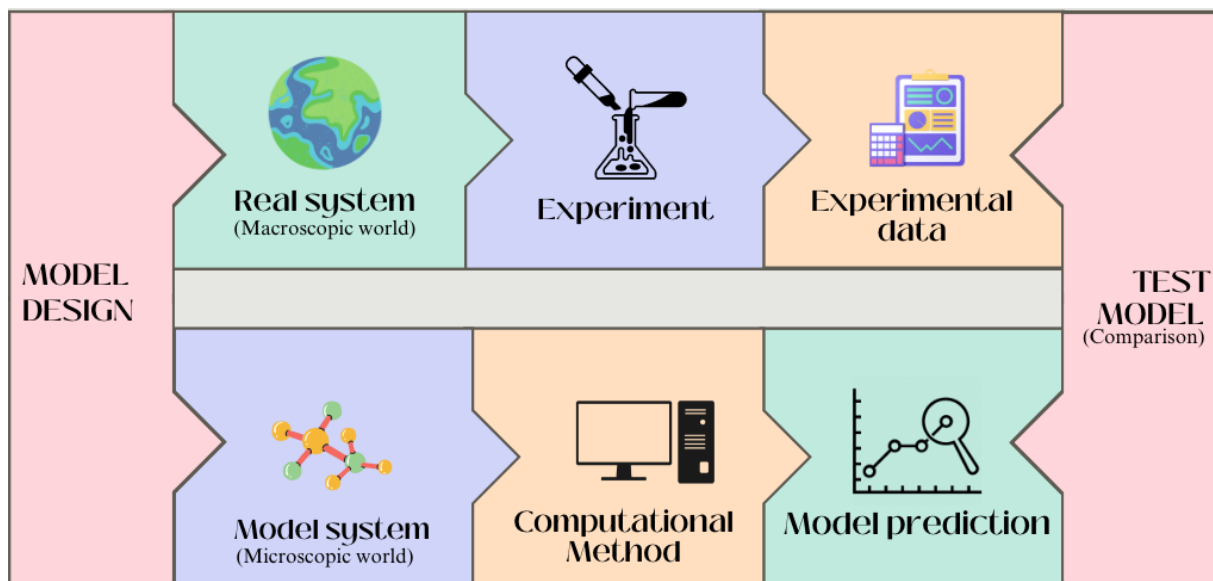 MODEL
DESIGN
Real system
(Macroscopic world)
Experiment
Experimental
data
Model system
(Microscopic world)
Computational
Method
Model prediction
TEST
MODEL
(Comparison)